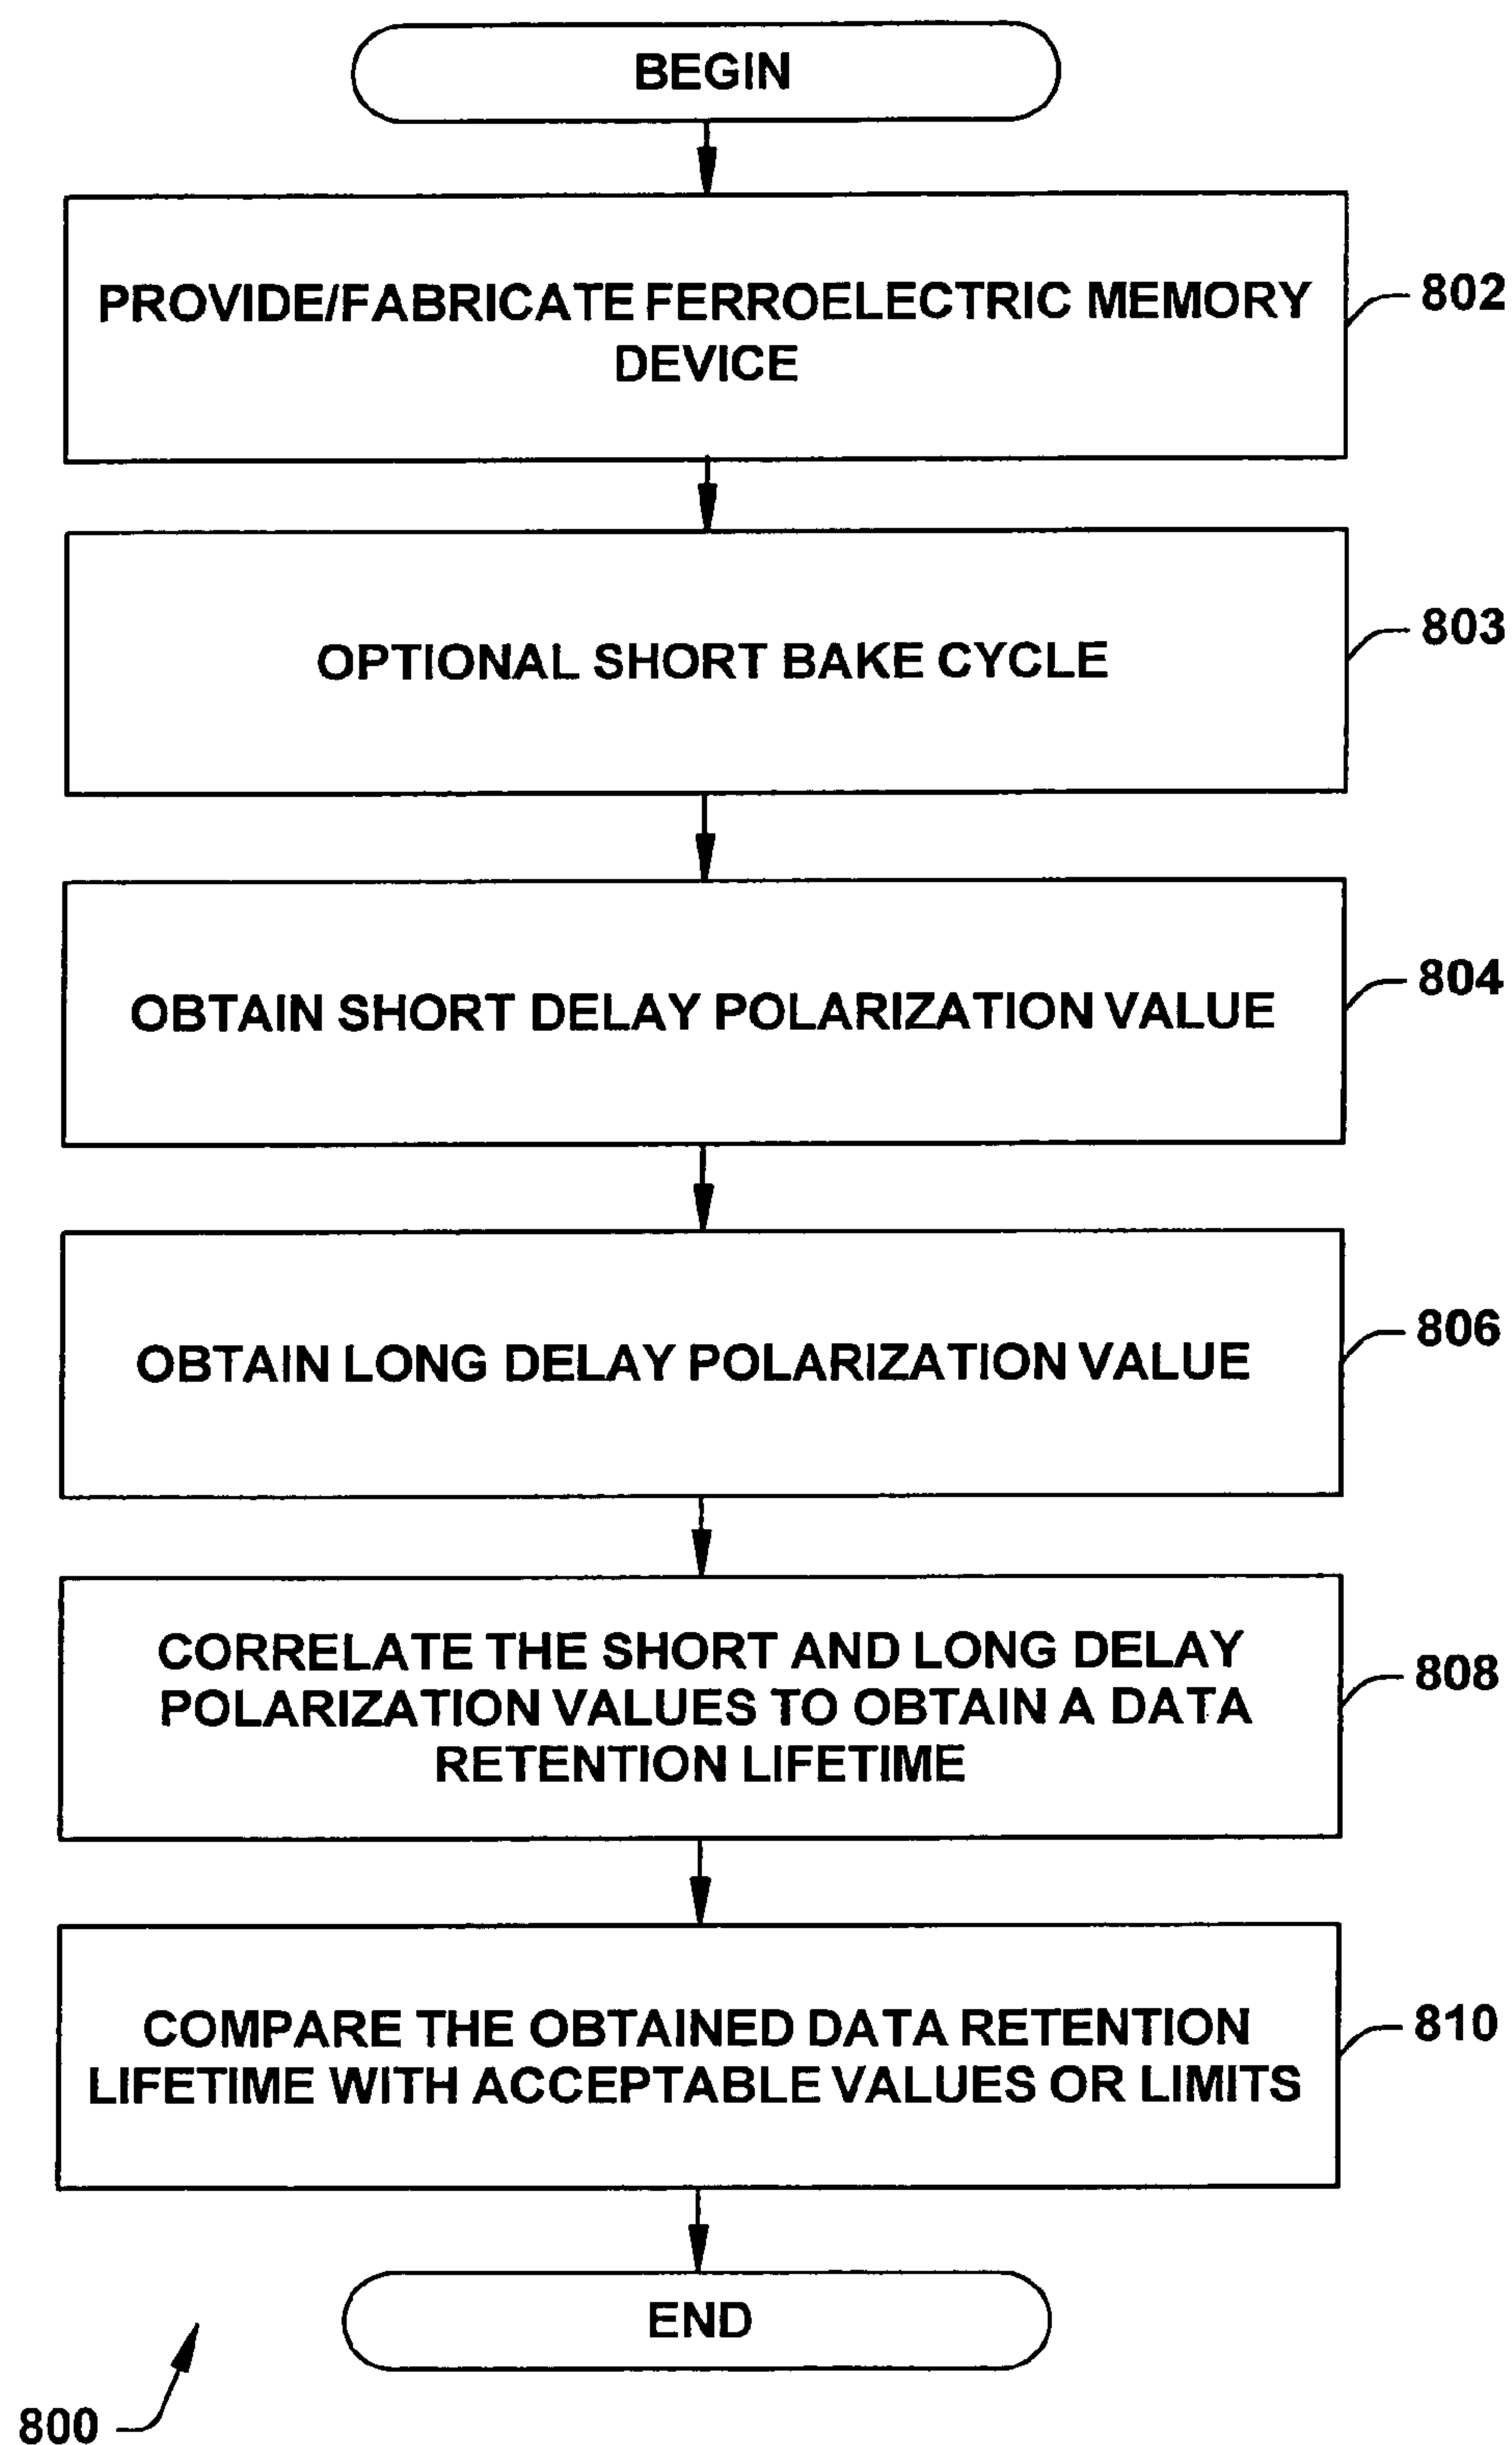 BEGIN
PROVIDE/FABRICATE FERROELECTRIC MEMORY
DEVICE
802
OPTIONAL SHORT BAKE CYCLE
803
OBTAIN SHORT DELAY POLARIZATION VALUE
804
OBTAIN LONG DELAY POLARIZATION VALUE
806
CORRELATE THE SHORT AND LONG DELAY
POLARIZATION VALUES TO OBTAIN A DATA
RETENTION LIFETIME
808
COMPARE THE OBTAINED DATA RETENTION
LIFETIME WITH ACCEPTABLE VALUES OR LIMITS
810
END
800